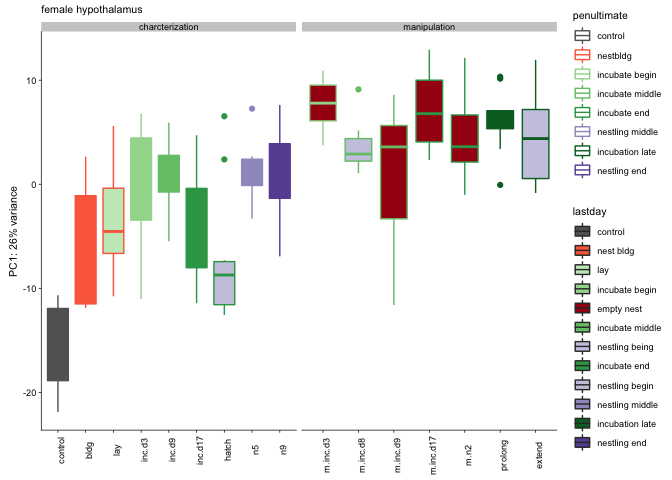 female hypothalamus
charcterization
manipulation
PC1: 26% variance
10
0
-10
-20
control
bldg
lay
inc.d3
inc.d9
inc.d17
hatch
n5
n9
m.inc.d3
m.inc.d8
m.inc.d9
m.inc.d17
m.n2
prolong
extend
penultimate
control
nestbldg
incubate begin
incubate middle
incubate end
nestling middle
incubation late
nestling end
lastday
control
nest bldg
lay
incubate begin
empty nest
incubate middle
nestling being
incubate end
nestling begin
nestling middle
incubation late
nestling end